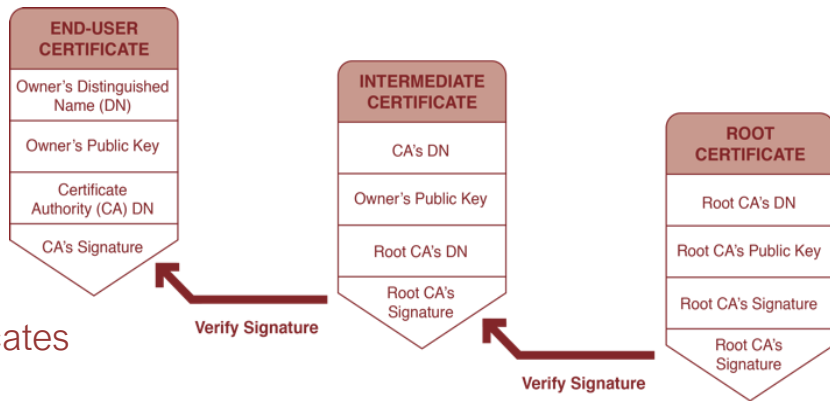 END-USER
CERTIFICATE
Owner's Distinguished
Name (DN)
Owner's Public Key
Certificate
Authority (CA) DN
CA's Signature
INTERMEDIATE
CERTIFICATE
CA's DN
Owner's Public Key
Root CA's DN
Root CA's
Signature
ROOT
CERTIFICATE
Root CA's DN
Root CA's Public Key
Root CA's Signature
Root CA's
Signature
Verify Signature
Verify Signature